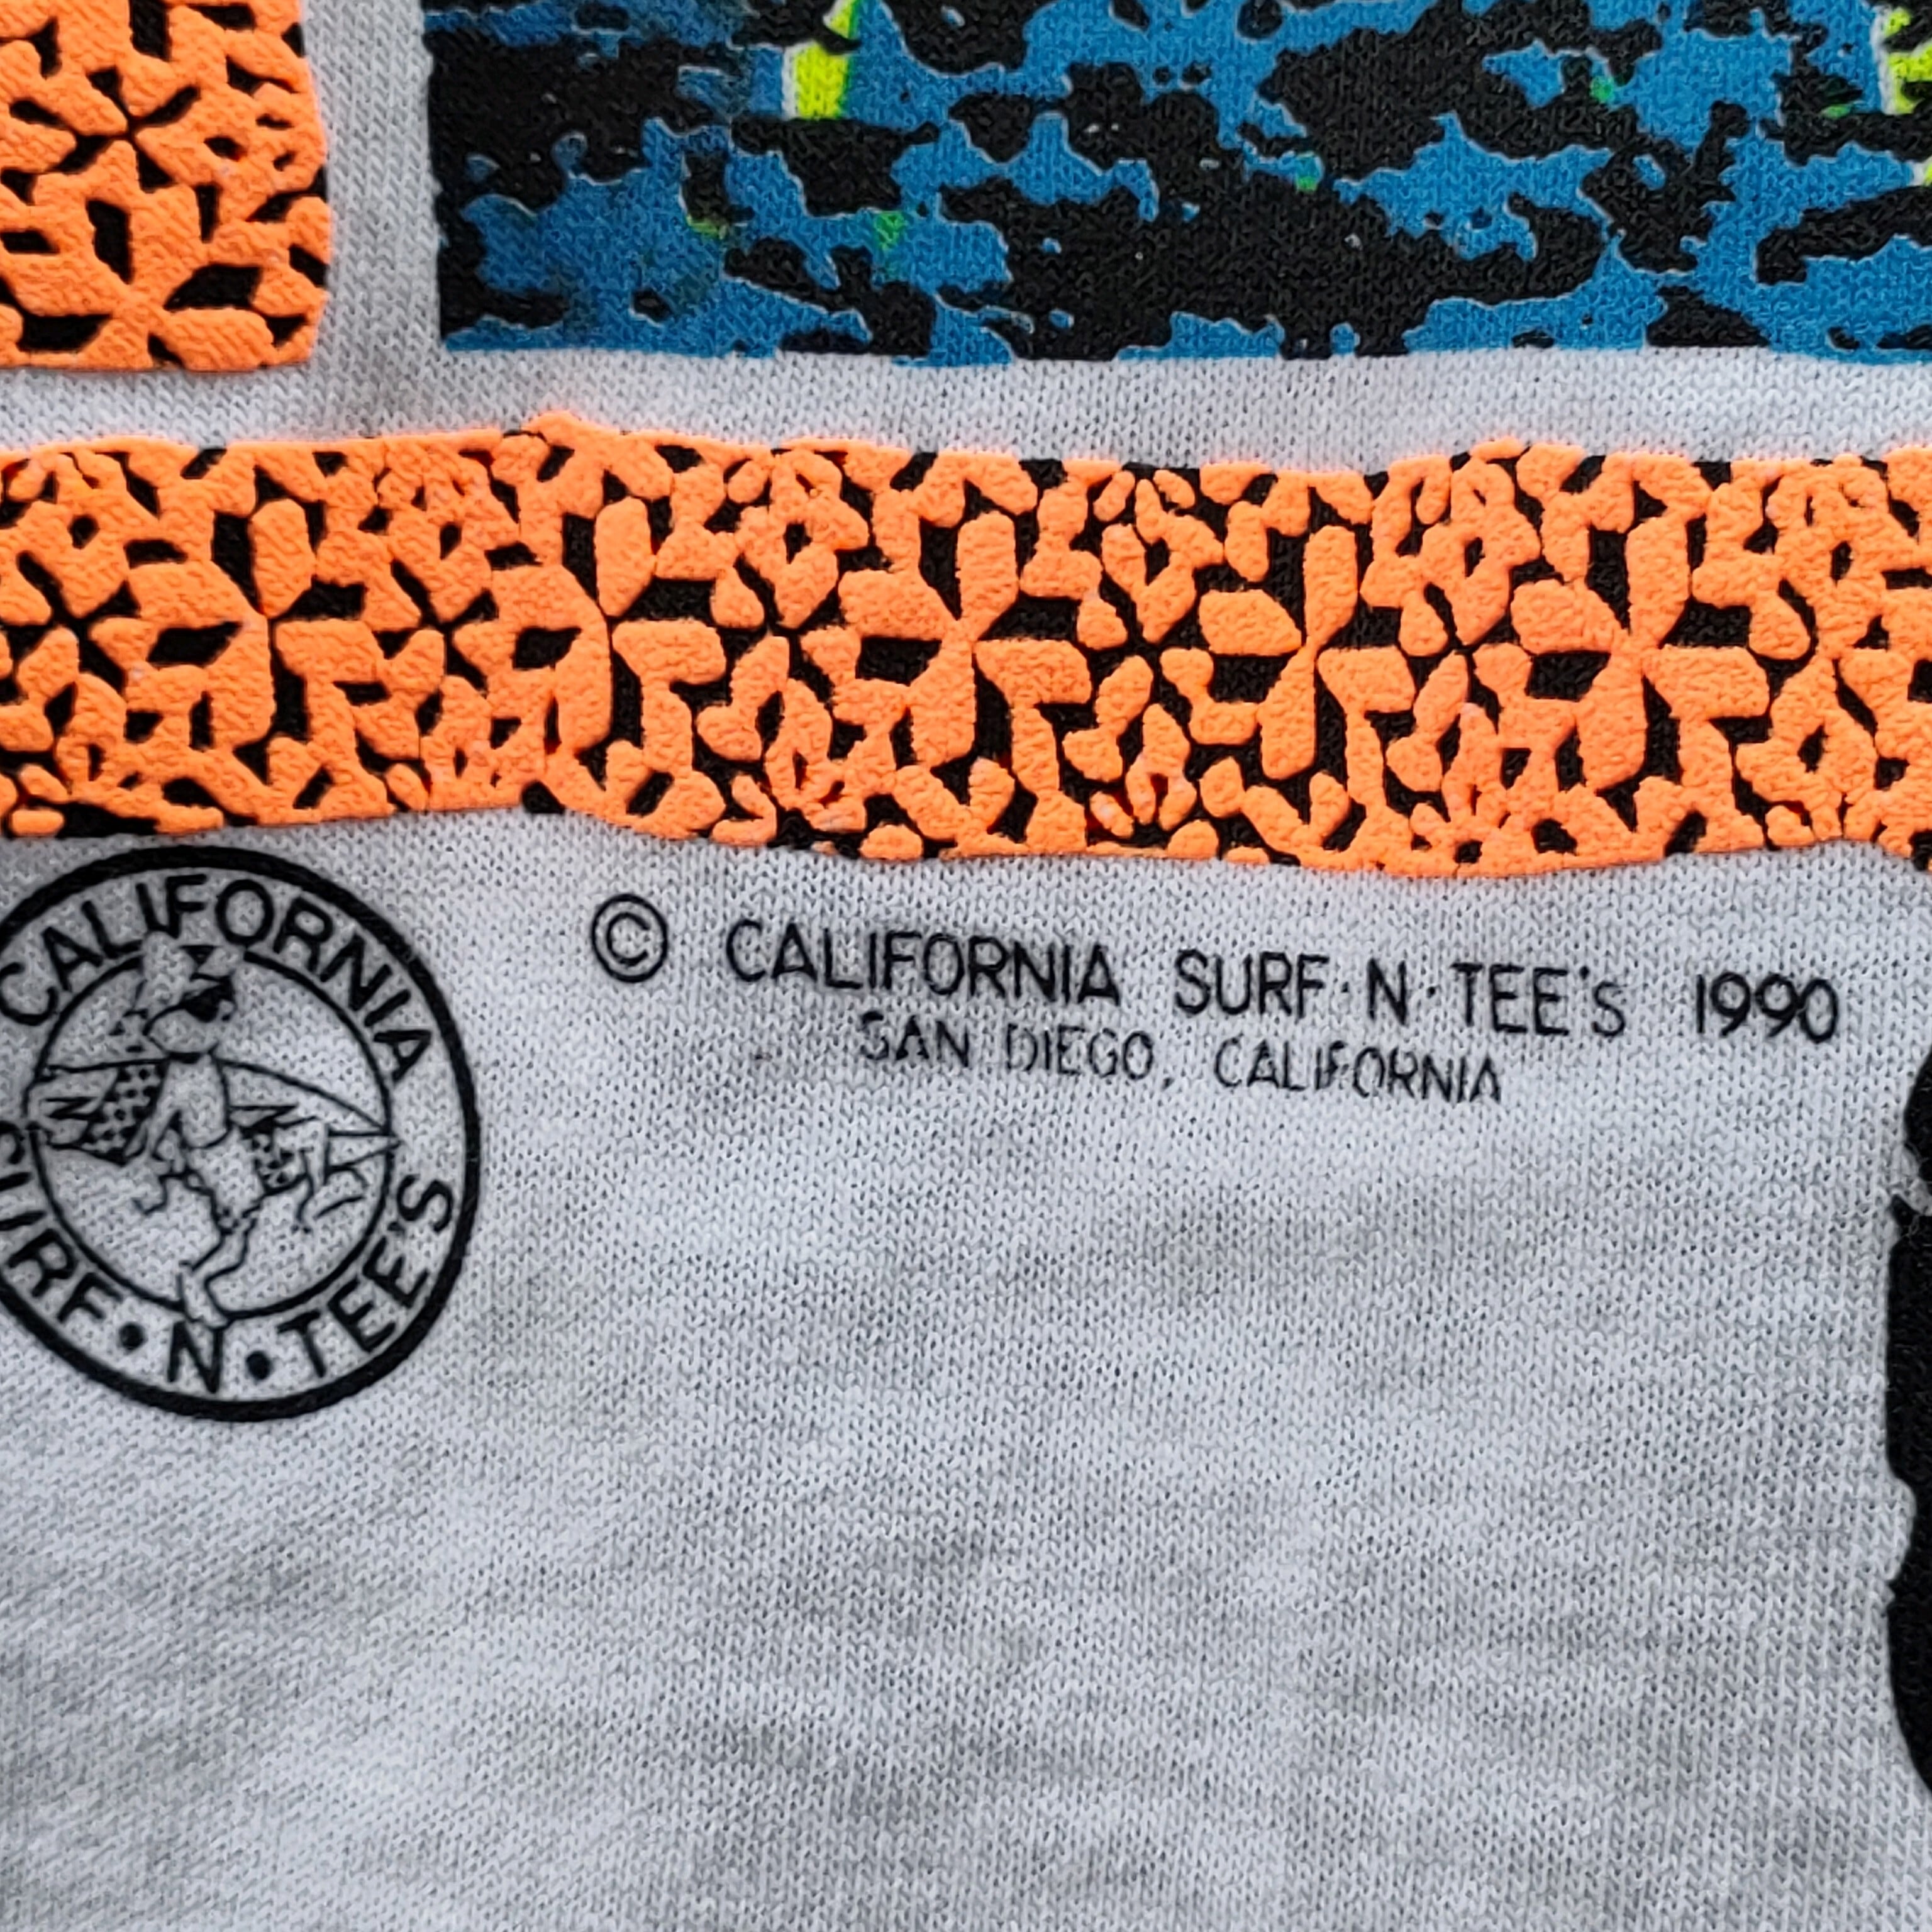 CALIFORNIA
SURF•N•TEE'S
© CALIFORNIA SURF·N·TEE'S 1990
SAN DIEGO, CALIFORNIA